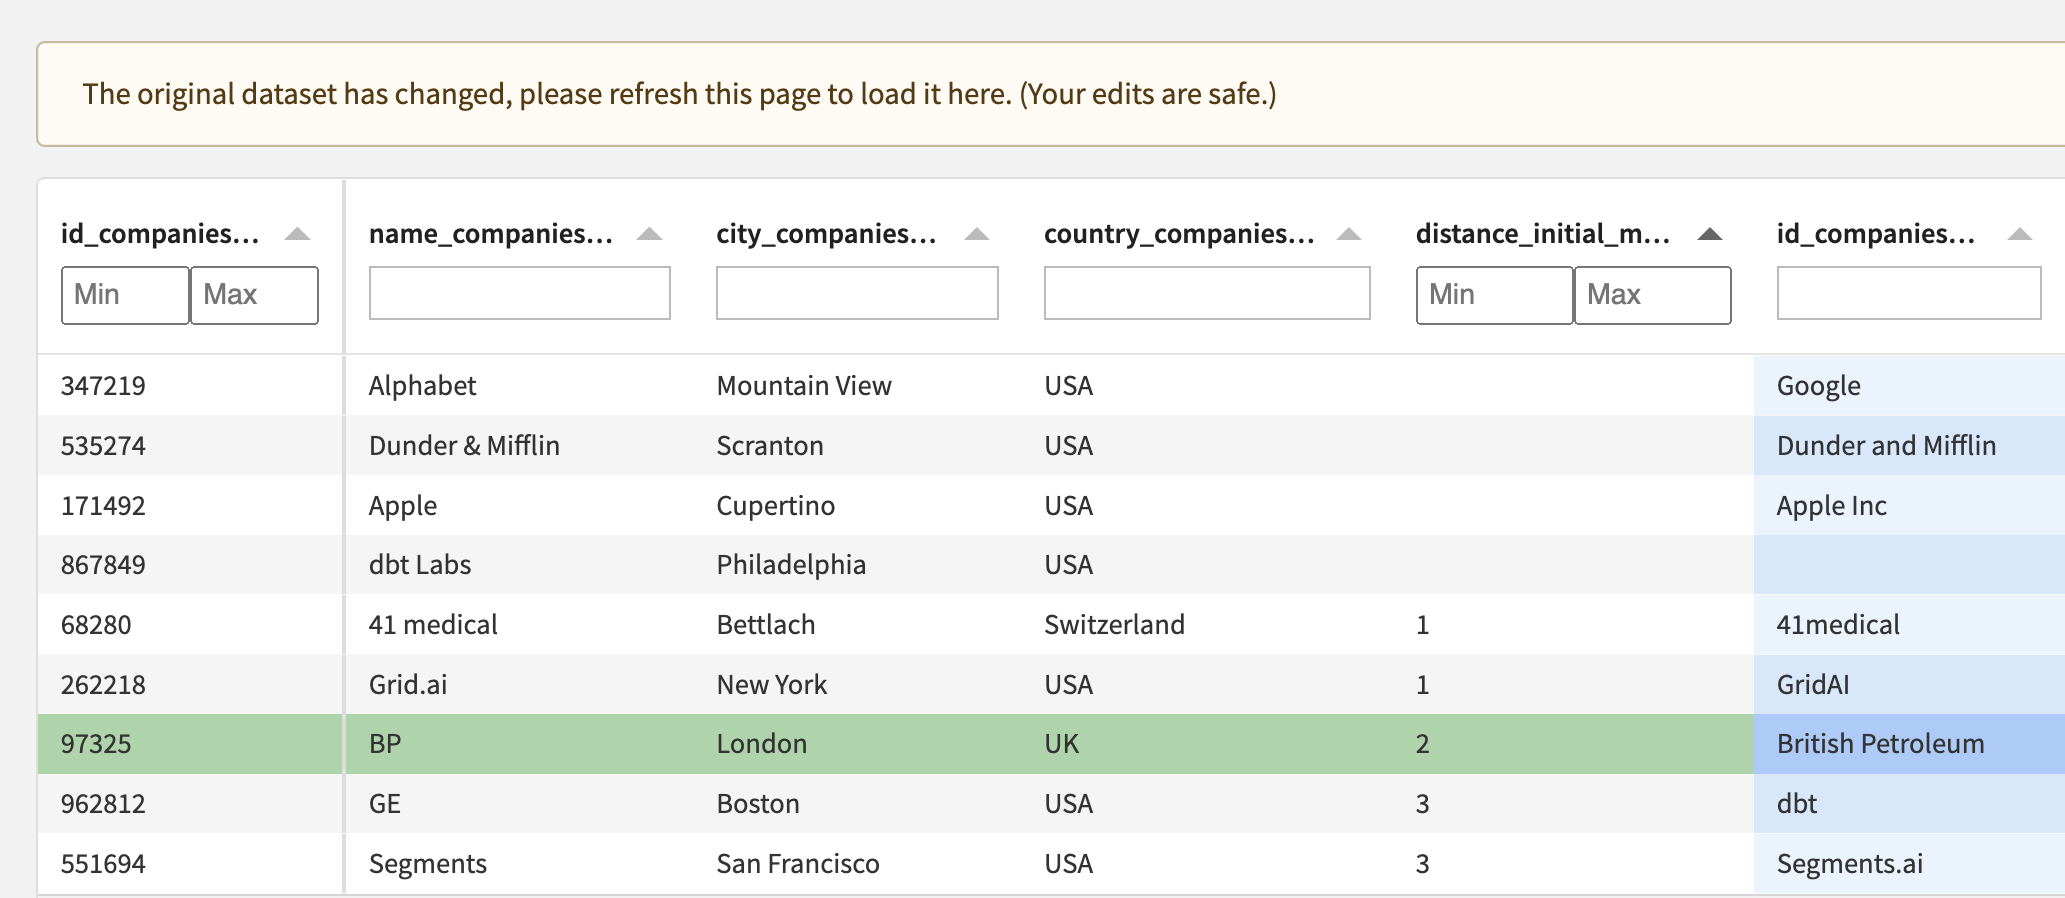 The original dataset has changed, please refresh this page to load it here. (Your edits are safe.)
id_companies... name_companies... city_companies... country_companies... distance_initial_m... id_companies...
Min Max Min Max
347219 Alphabet Mountain View USA Google
535274 Dunder & Mifflin Scranton USA Dunder and Mifflin
171492 Apple Cupertino USA Apple Inc
867849 dbt Labs Philadelphia USA
68280 41 medical Bettlach Switzerland 1 41medical
262218 Grid.ai New York USA 1 GridAI
97325 BP London UK 2 British Petroleum
962812 GE Boston USA 3 dbt
551694 Segments San Francisco USA 3 Segments.ai